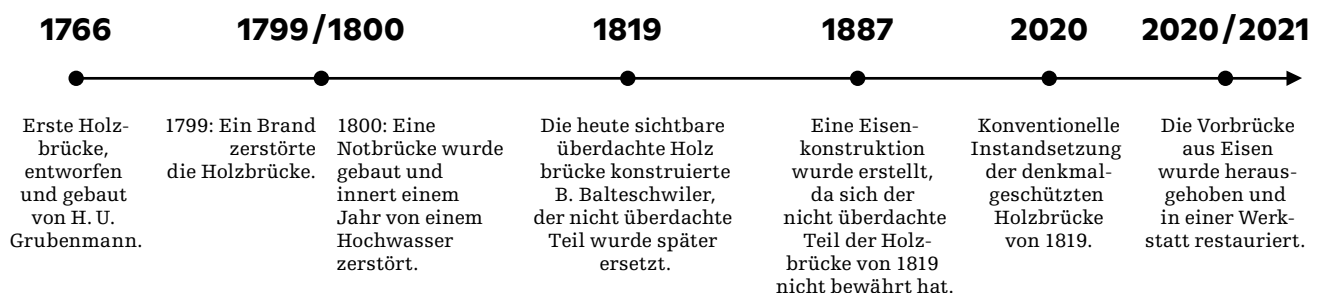 1766
Erste Holz-
brücke,
entworfen
und gebaut
von H. U.
Grubenmann.
1799/1800
1799: Ein Brand
zerstörte
die Holzbrücke.
1800: Eine
Notbrücke wurde
gebaut und
innert einem
Jahr von einem
Hochwasser
zerstört.
1819
Die heute sichtbare
überdachte Holz
brücke konstruierte
B. Balteschwiler,
der nicht überdachte
Teil wurde später
ersetzt.
1887
Eine Eisen-
konstruktion
wurde erstellt,
da sich der
nicht überdachte
Teil der Holz-
brücke von 1819
nicht bewährt hat.
2020
Konventionelle
Instandsetzung
der denkmal-
geschützten
Holzbrücke
von 1819.
2020/2021
Die Vorbrücke
aus Eisen
wurde heraus-
gehoben und
in einer Werk-
statt restauriert.